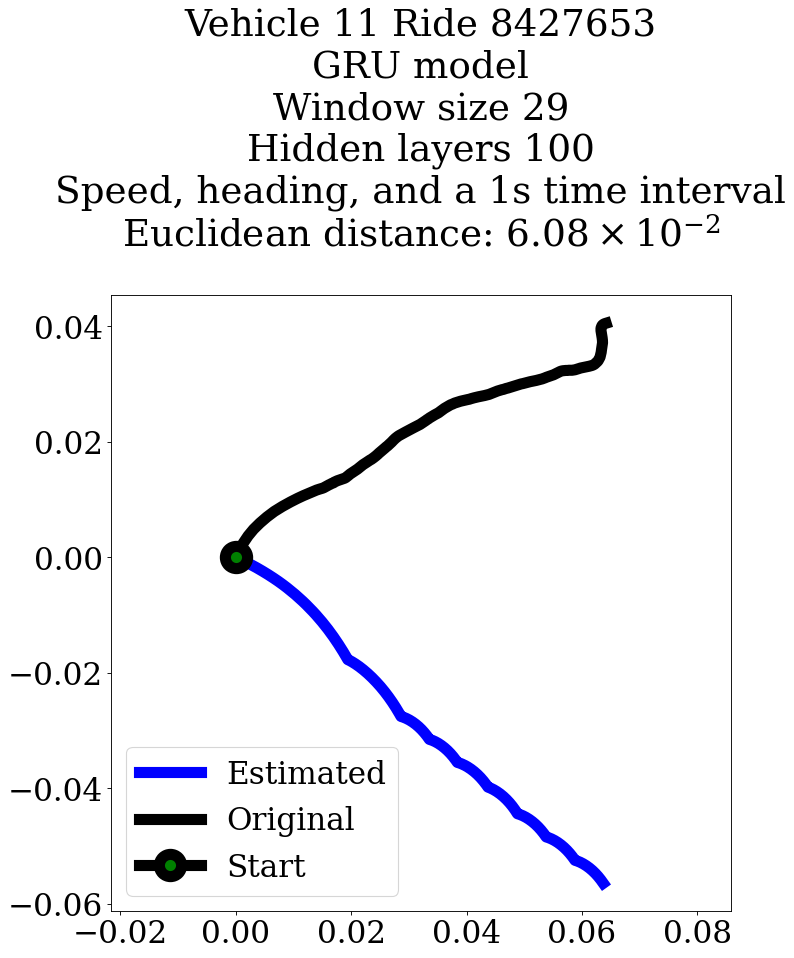 Vehicle 11 Ride 8427653
GRU model
Window size 29
Hidden layers 100
Speed, heading, and a 1s time interval
Euclidean distance: 6.08 × 10⁻²
0.04
0.02
0.00
−0.02
−0.04
−0.06
Estimated
Original
Start
−0.02 0.00 0.02 0.04 0.06 0.08